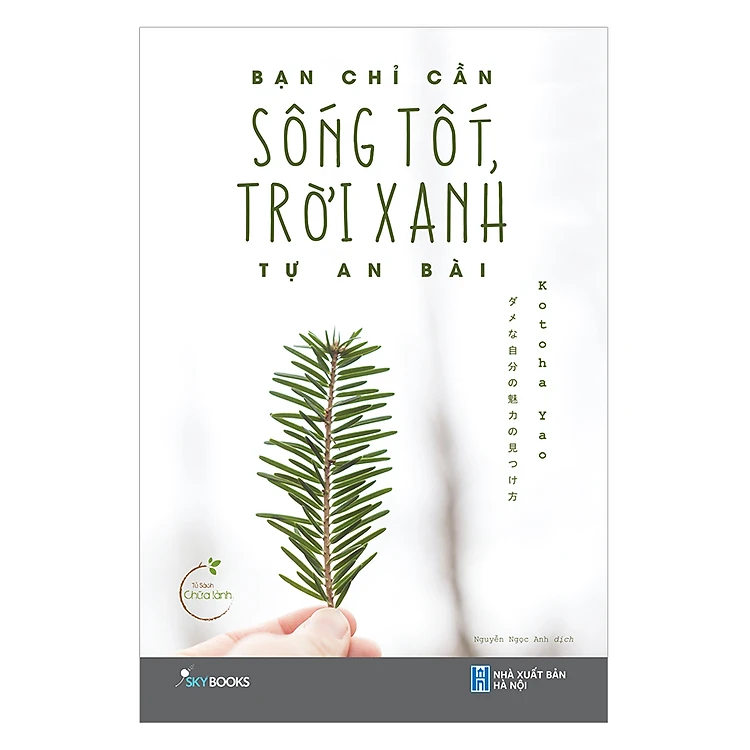 BẠN CHỈ CẦN
SỐNG TỐT,
TRỜI XANH
TỰ AN BÀI
Kotoha Yao
ダメな自分の魅力の見つけ方
Tủ Sách
Chữa lành
Nguyễn Ngọc Anh dịch
SKYBOOKS
NHÀ XUẤT BẢN
HÀ NỘI